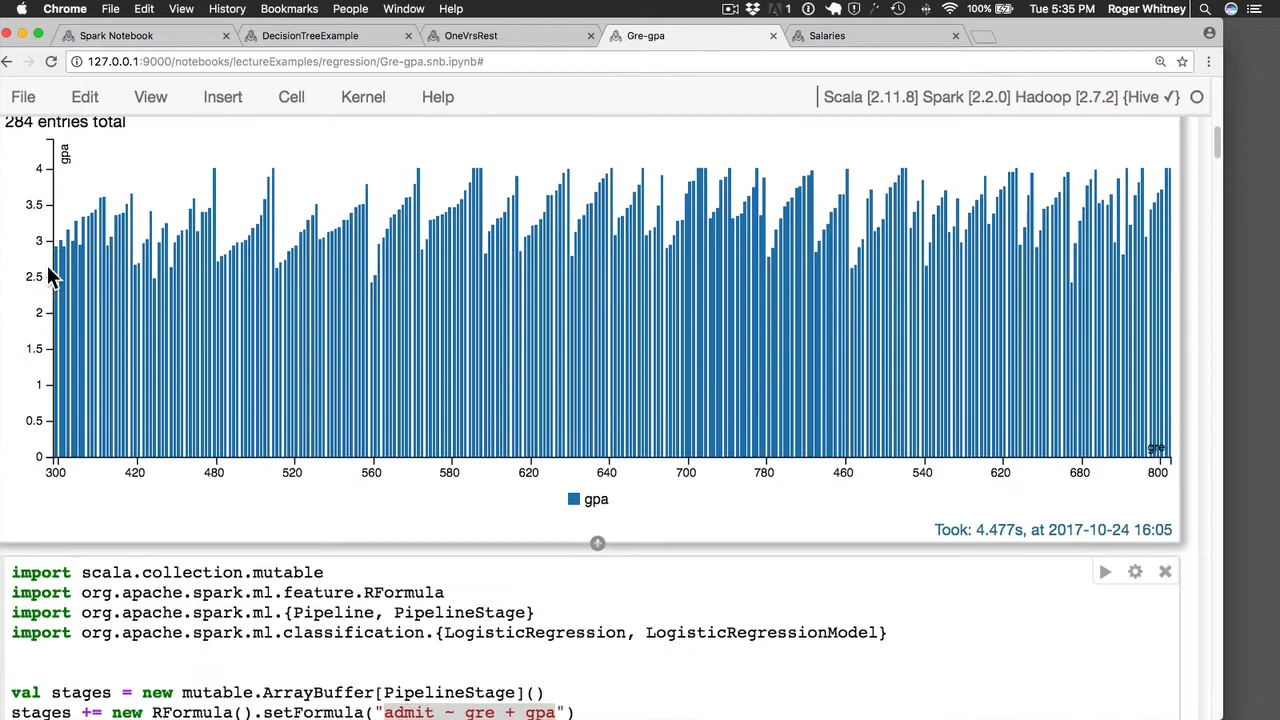 Chrome File Edit View History Bookmarks People Window Help 1 100% Tue 5:35 PM Roger Whitney
Spark Notebook DecisionTreeExample OneVrsRest Gre-gpa Salaries
127.0.0.1:9000/notebooks/lectureExamples/regression/Gre-gpa.snb.ipynb#
File Edit View Insert Cell Kernel Help Scala [2.11.8] Spark [2.2.0] Hadoop [2.7.2] {Hive ✓}
284 entries total
gpa
4
3.5
3
2.5
2
1.5
1
0.5
0
gre
300 420 480 520 560 580 620 640 700 780 460 540 620 680 800
gpa
Took: 4.477s, at 2017-10-24 16:05
import scala.collection.mutable
import org.apache.spark.ml.feature.RFormula
import org.apache.spark.ml.{Pipeline, PipelineStage}
import org.apache.spark.ml.classification.{LogisticRegression, LogisticRegressionModel}
val stages = new mutable.ArrayBuffer[PipelineStage]()
stages += new RFormula().setFormula("admit ~ gre + gpa")